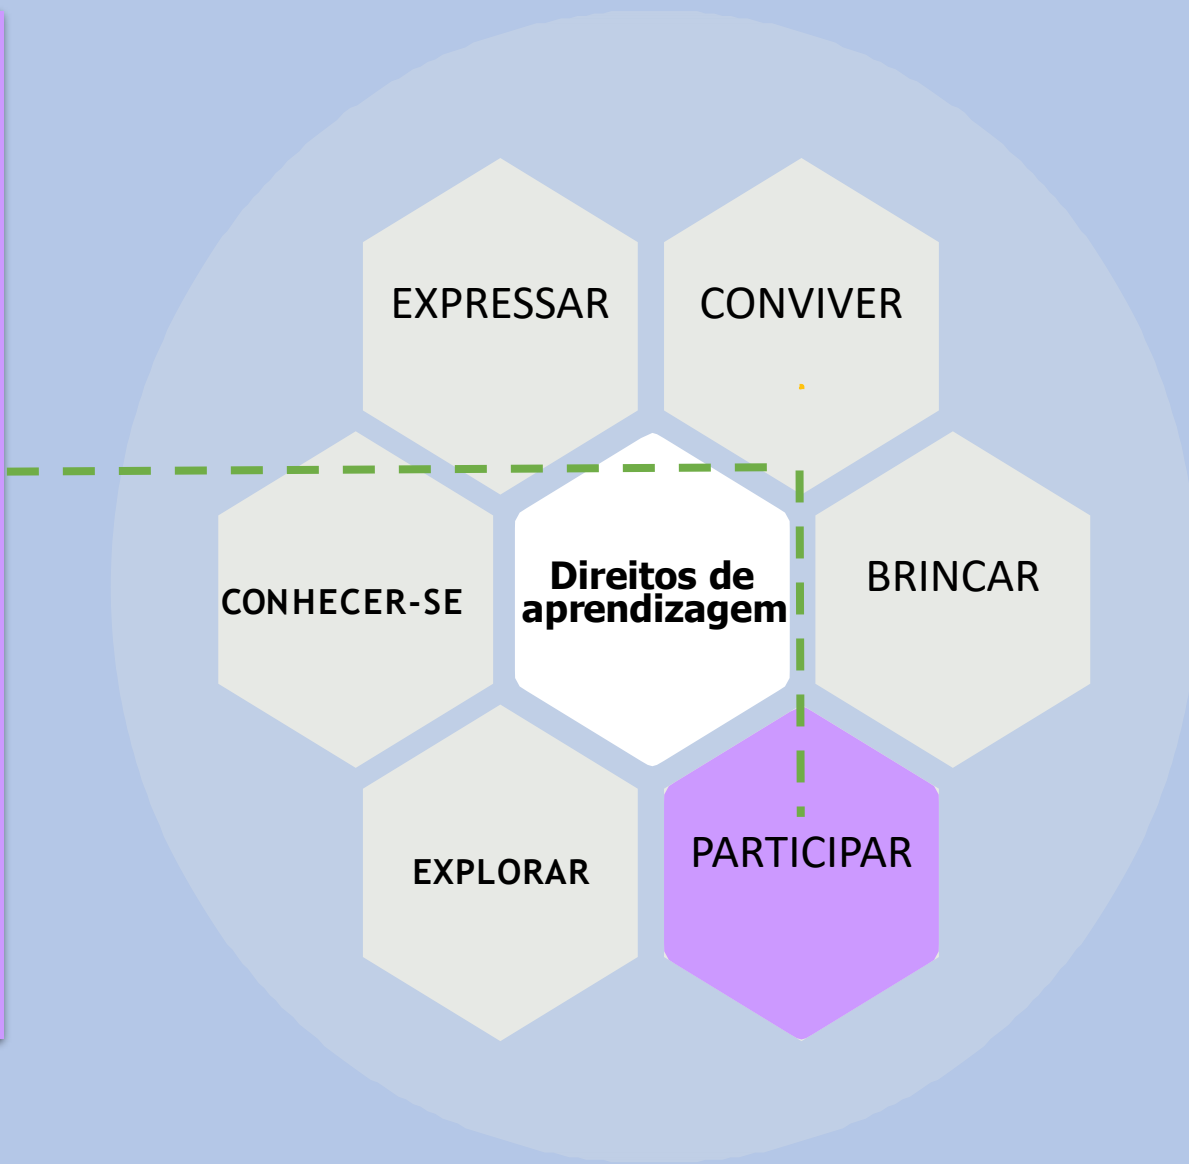 EXPRESSAR
CONVIVER
CONHECER-SE
Direitos de
aprendizagem
BRINCAR
EXPLORAR
PARTICIPAR